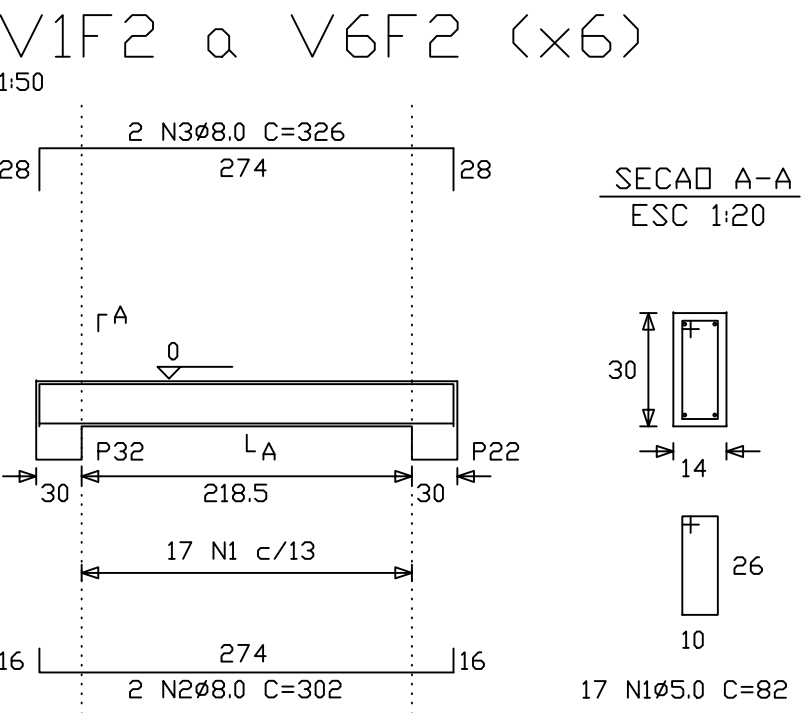 V1F2 a V6F2 (x6)
1:50
2 N3ø8.0 C=326
28 274 28
SECAO A-A
ESC 1:20
A
0
30
P32 A P22
30 218.5 30
14
17 N1 c/13
26
10
16 274 16
2 N2ø8.0 C=302
17 N1ø5.0 C=82